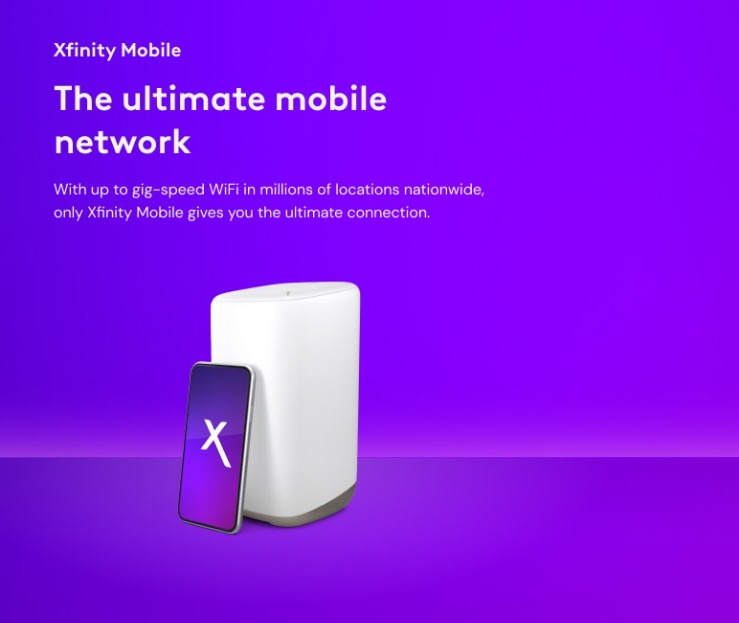 Xfinity Mobile
The ultimate mobile
network
With up to gig-speed WiFi in millions of locations nationwide,
only Xfinity Mobile gives you the ultimate connection.
X